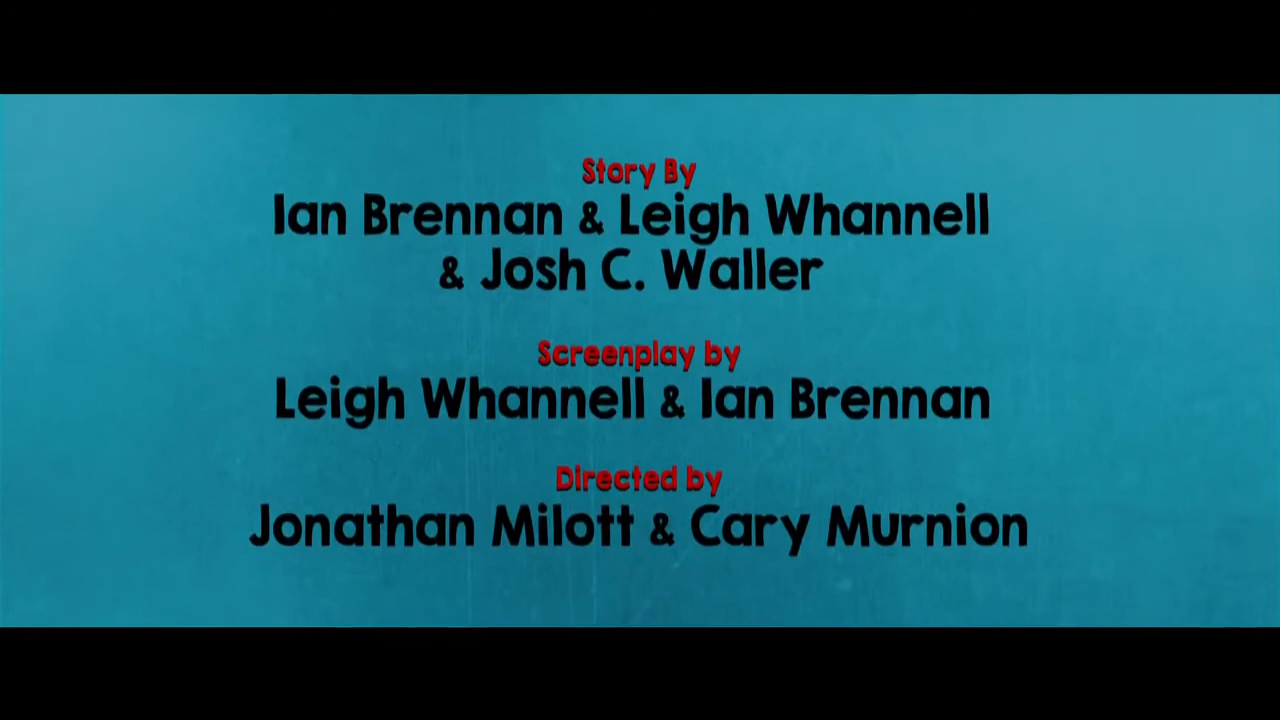 Story By
Ian Brennan & Leigh Whannell
& Josh C. Waller
Screenplay by
Leigh Whannell & Ian Brennan
Directed by
Jonathan Milott & Cary Murnion